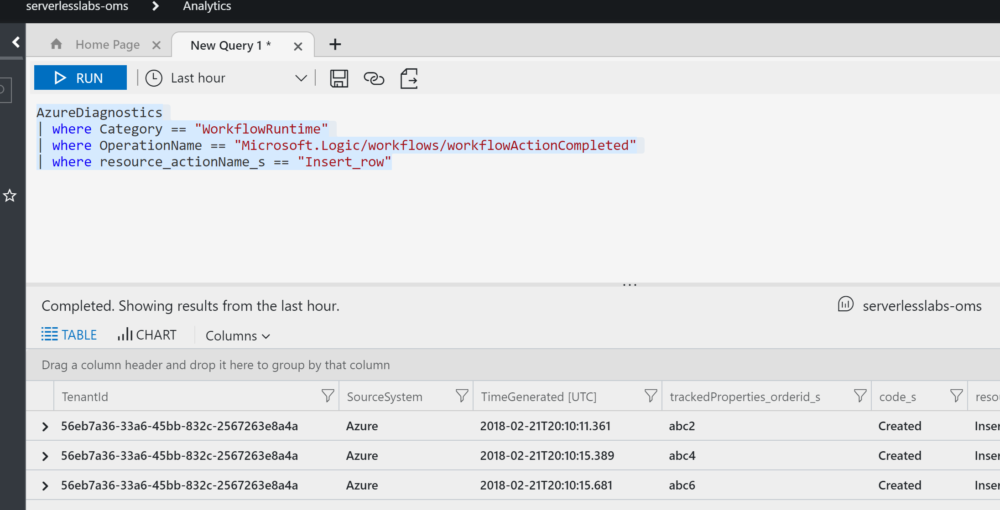 serverlesslabs-oms > Analytics
Home Page New Query 1 *
RUN Last hour
AzureDiagnostics
| where Category == "WorkflowRuntime"
| where OperationName == "Microsoft.Logic/workflows/workflowActionCompleted"
| where resource_actionName_s == "Insert_row"
Completed. Showing results from the last hour. serverlesslabs-oms
TABLE CHART Columns
Drag a column header and drop it here to group by that column
TenantId SourceSystem TimeGenerated [UTC] trackedProperties_orderid_s code_s reso
56eb7a36-33a6-45bb-832c-2567263e8a4a Azure 2018-02-21T20:10:11.361 abc2 Created Inser
56eb7a36-33a6-45bb-832c-2567263e8a4a Azure 2018-02-21T20:10:15.389 abc4 Created Inser
56eb7a36-33a6-45bb-832c-2567263e8a4a Azure 2018-02-21T20:10:15.681 abc6 Created Inser